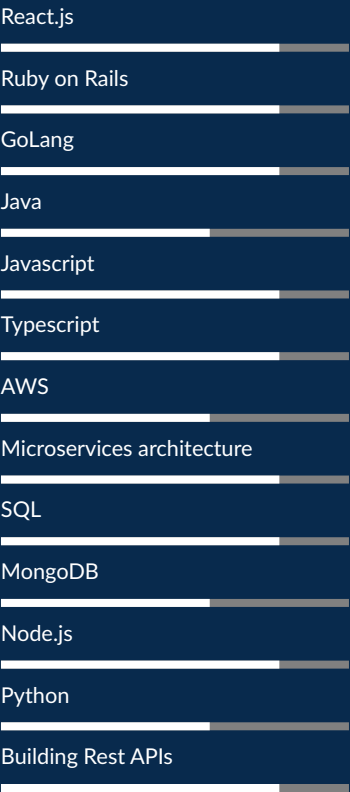 React.js
Ruby on Rails
GoLang
Java
Javascript
Typescript
AWS
Microservices architecture
SQL
MongoDB
Node.js
Python
Building Rest APIs